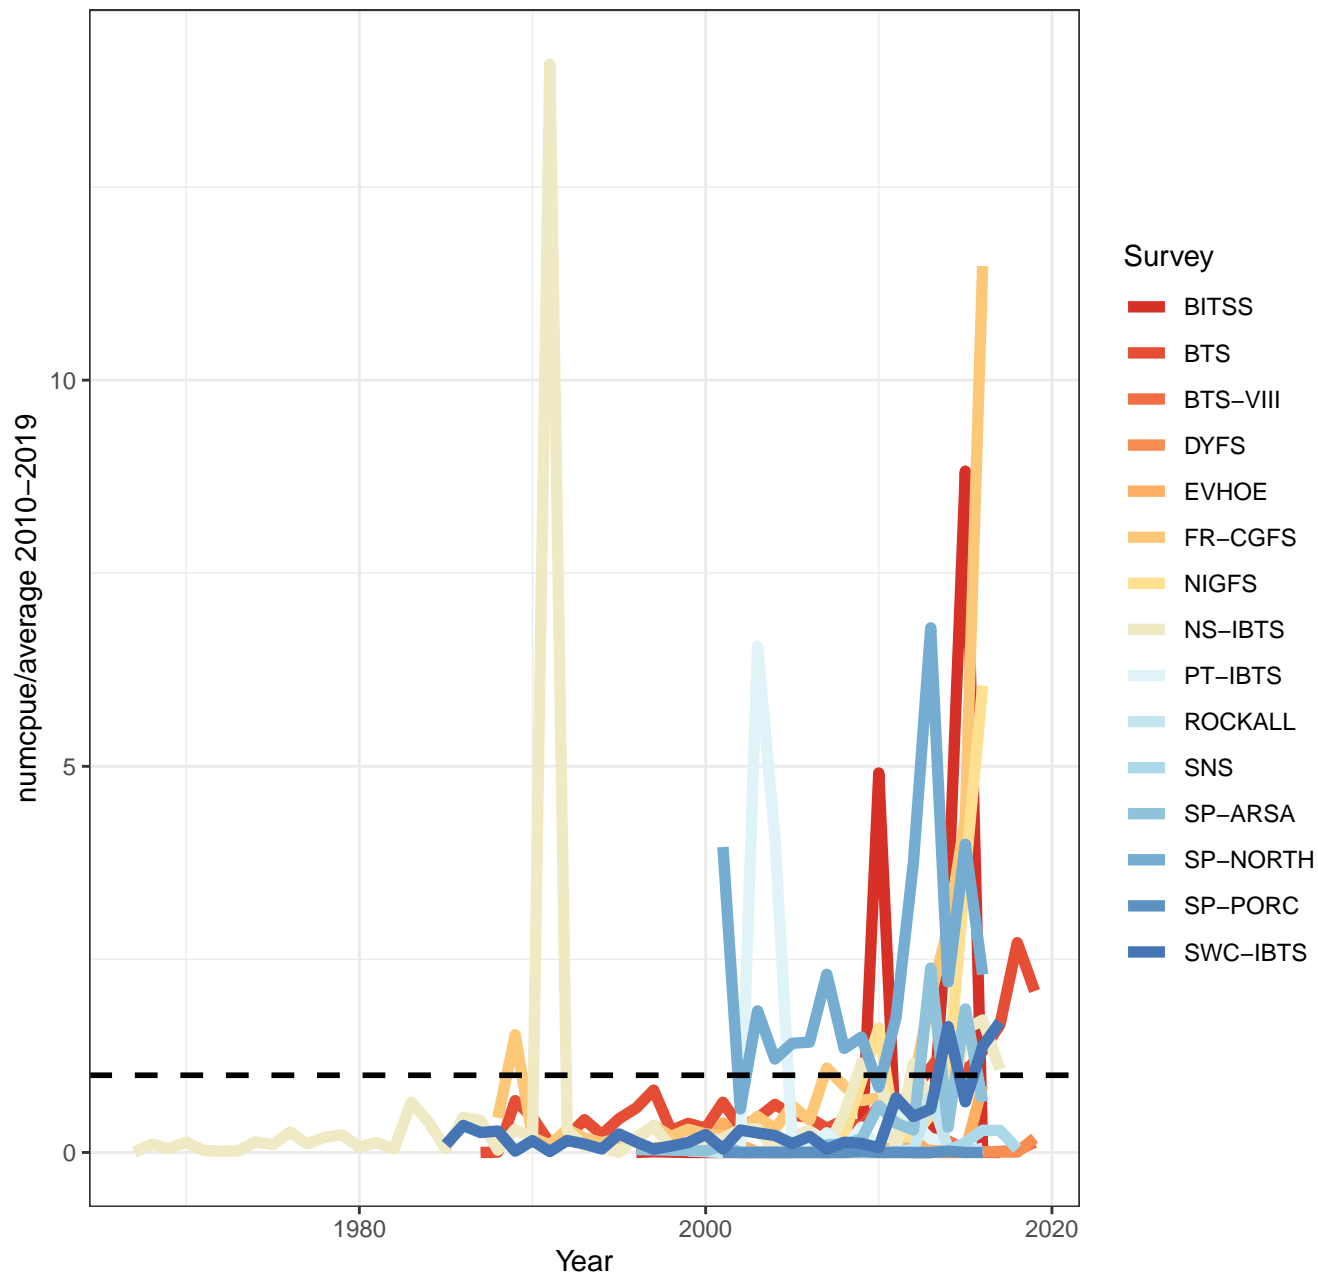 numcpue/average 2010−2019
10
5
0
1980
2000
2020
Year
Survey
BITSS
BTS
BTS−VIII
DYFS
EVHOE
FR−CGFS
NIGFS
NS−IBTS
PT−IBTS
ROCKALL
SNS
SP−ARSA
SP−NORTH
SP−PORC
SWC−IBTS